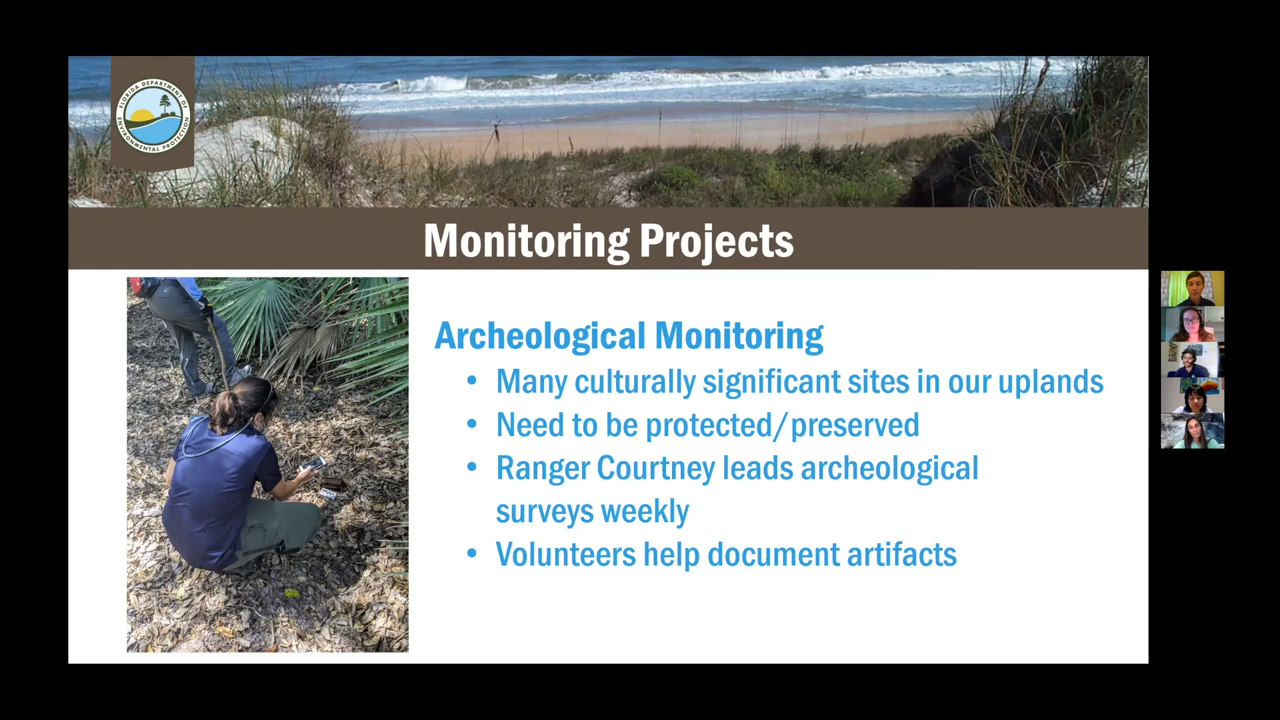 FLORIDA DEPARTMENT OF
ENVIRONMENTAL PROTECTION
Monitoring Projects
Archeological Monitoring
• Many culturally significant sites in our uplands
• Need to be protected/preserved
• Ranger Courtney leads archeological
surveys weekly
• Volunteers help document artifacts